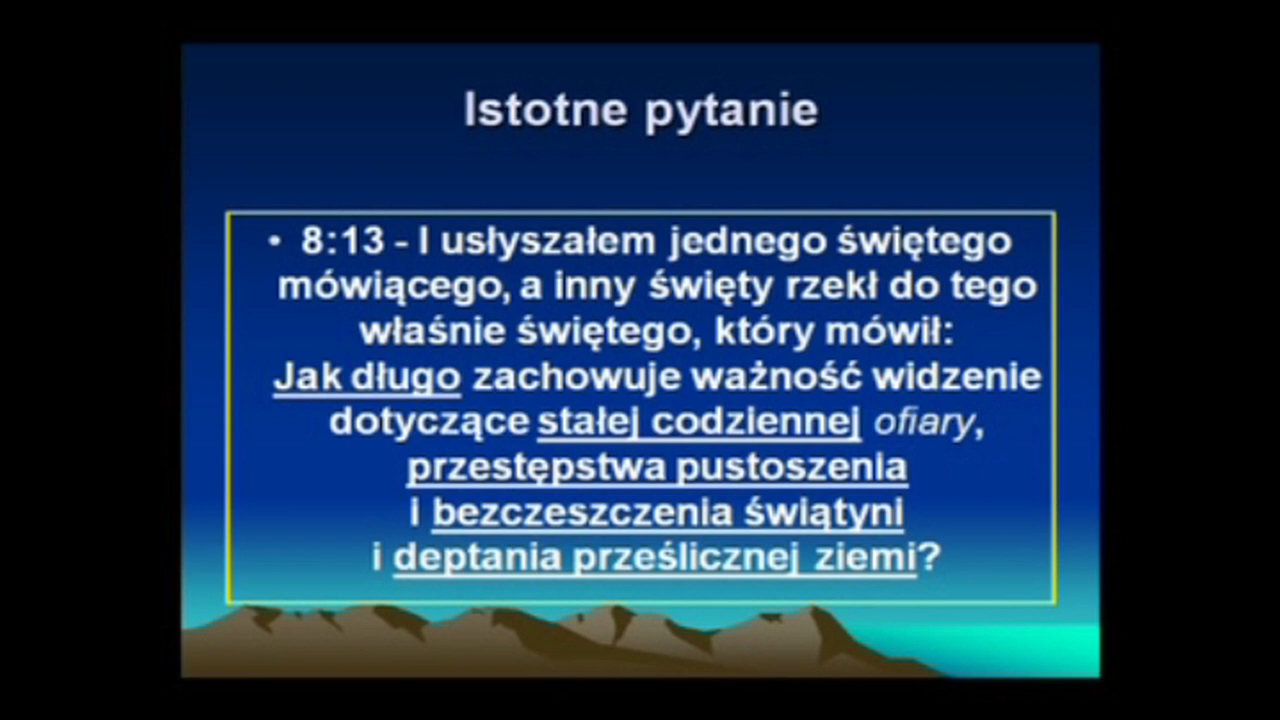 Istotne pytanie
• 8:13 - I usłyszałem jednego świętego
mówiącego, a inny święty rzekł do tego
właśnie świętego, który mówił:
Jak długo zachowuje ważność widzenie
dotyczące stałej codziennej ofiary,
przestępstwa pustoszenia
i bezczeszczenia świątyni
i deptania prześlicznej ziemi?